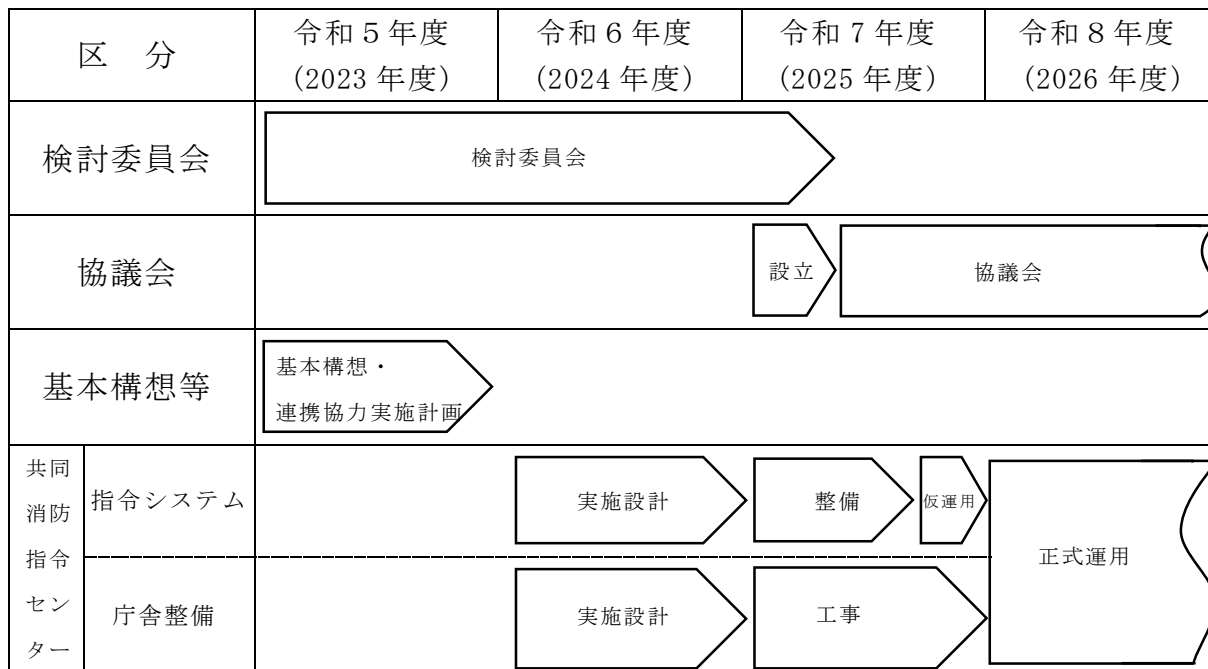 区　分
令和５年度
(2023 年度)
令和６年度
(2024 年度)
令和７年度
(2025 年度)
令和８年度
(2026 年度)
検討委員会
検討委員会
協議会
設立
協議会
基本構想等
基本構想・
連携協力実施計画
共同
消防
指令
セン
ター
指令システム
実施設計
整備
仮運用
正式運用
庁舎整備
実施設計
工事